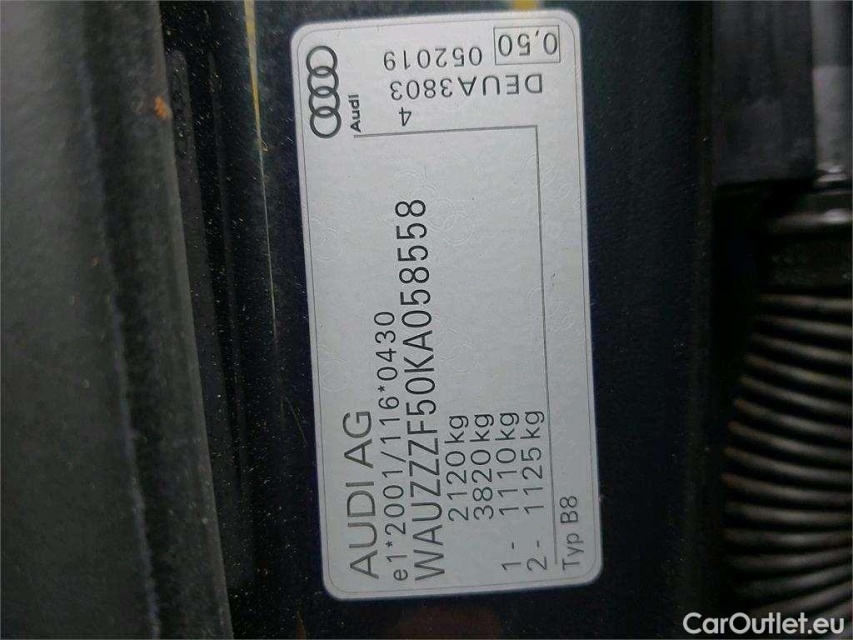 AUDI AG
e1*2001/116*0430
WAUZZZF50KA058558
2120 kg
3820 kg
1 - 1110 kg
2 - 1125 kg
Typ B8
Audi
4
DEUA3803
052019 0,50
CarOutlet.eu